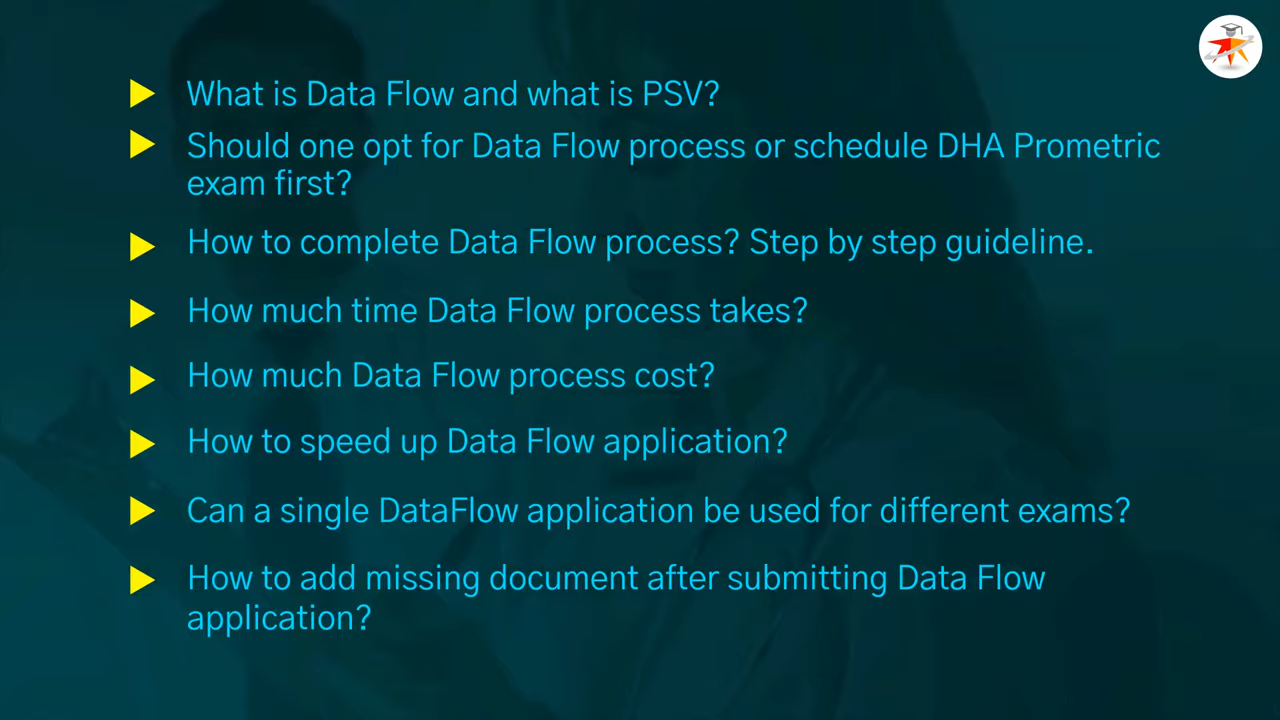 What is Data Flow and what is PSV?
Should one opt for Data Flow process or schedule DHA Prometric
exam first?
How to complete Data Flow process? Step by step guideline.
How much time Data Flow process takes?
How much Data Flow process cost?
How to speed up Data Flow application?
Can a single DataFlow application be used for different exams?
How to add missing document after submitting Data Flow
application?